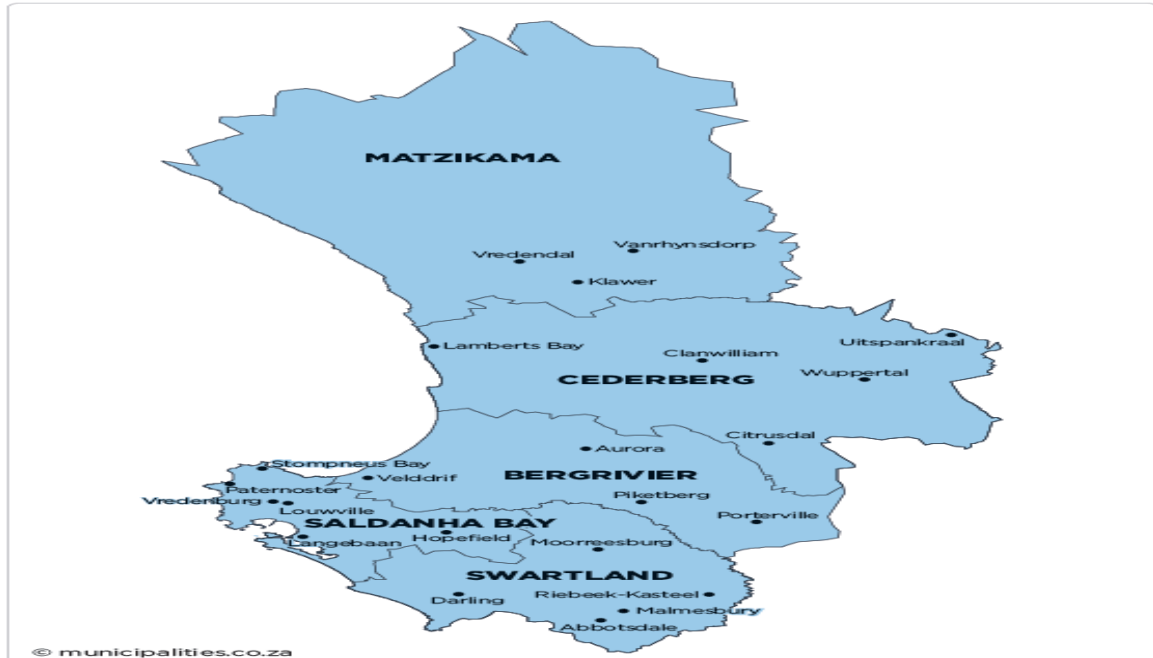 MATZIKAMA
Vanrhynsdorp
Vredendal
Klawer
Uitspankraal
Lamberts Bay
Clanwilliam
Wuppertal
CEDERBERG
Citrusdal
Aurora
Stompneus Bay
BERGRIVIER
Velddrif
Paternoster
Piketberg
Vredenburg
Louwville
Porterville
SALDANHA BAY
Hopefield
Langebaan
Moorreesburg
SWARTLAND
Darling
Riebeek-Kasteel
Malmesbury
Abbotsdale
© municipalities.co.za